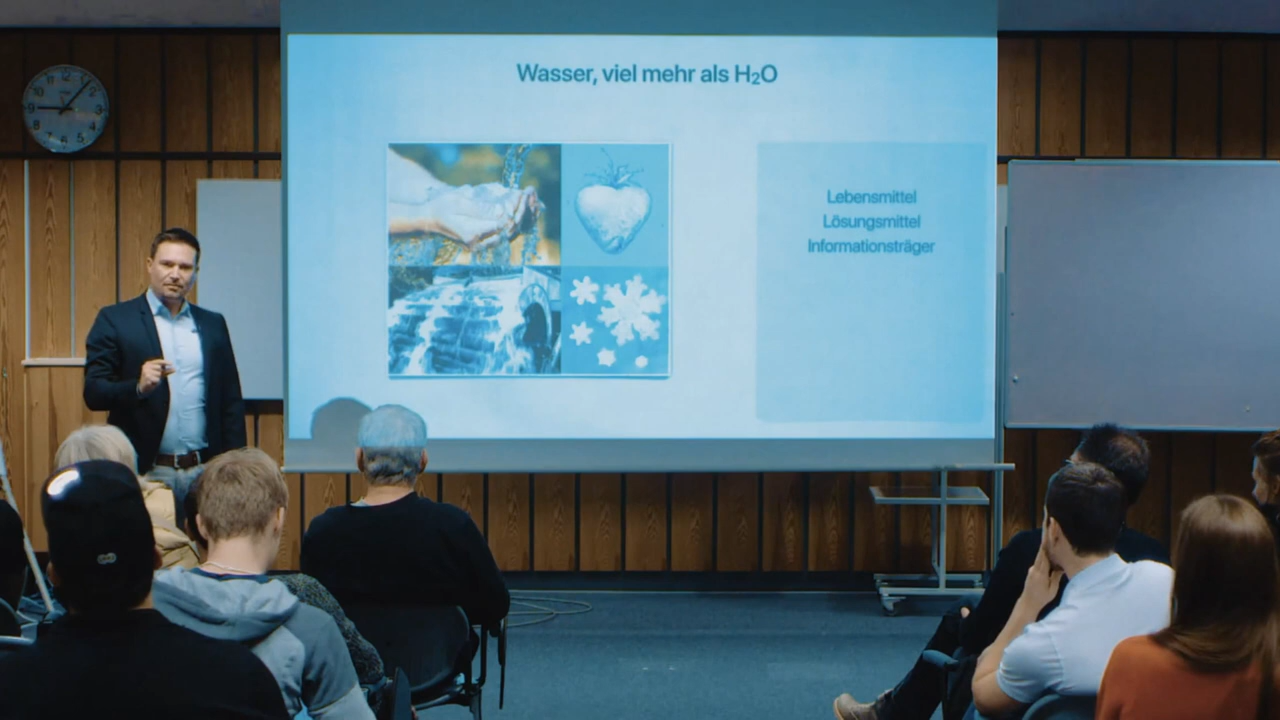 Wasser, viel mehr als H₂O
Lebensmittel
Lösungsmittel
Informationsträger